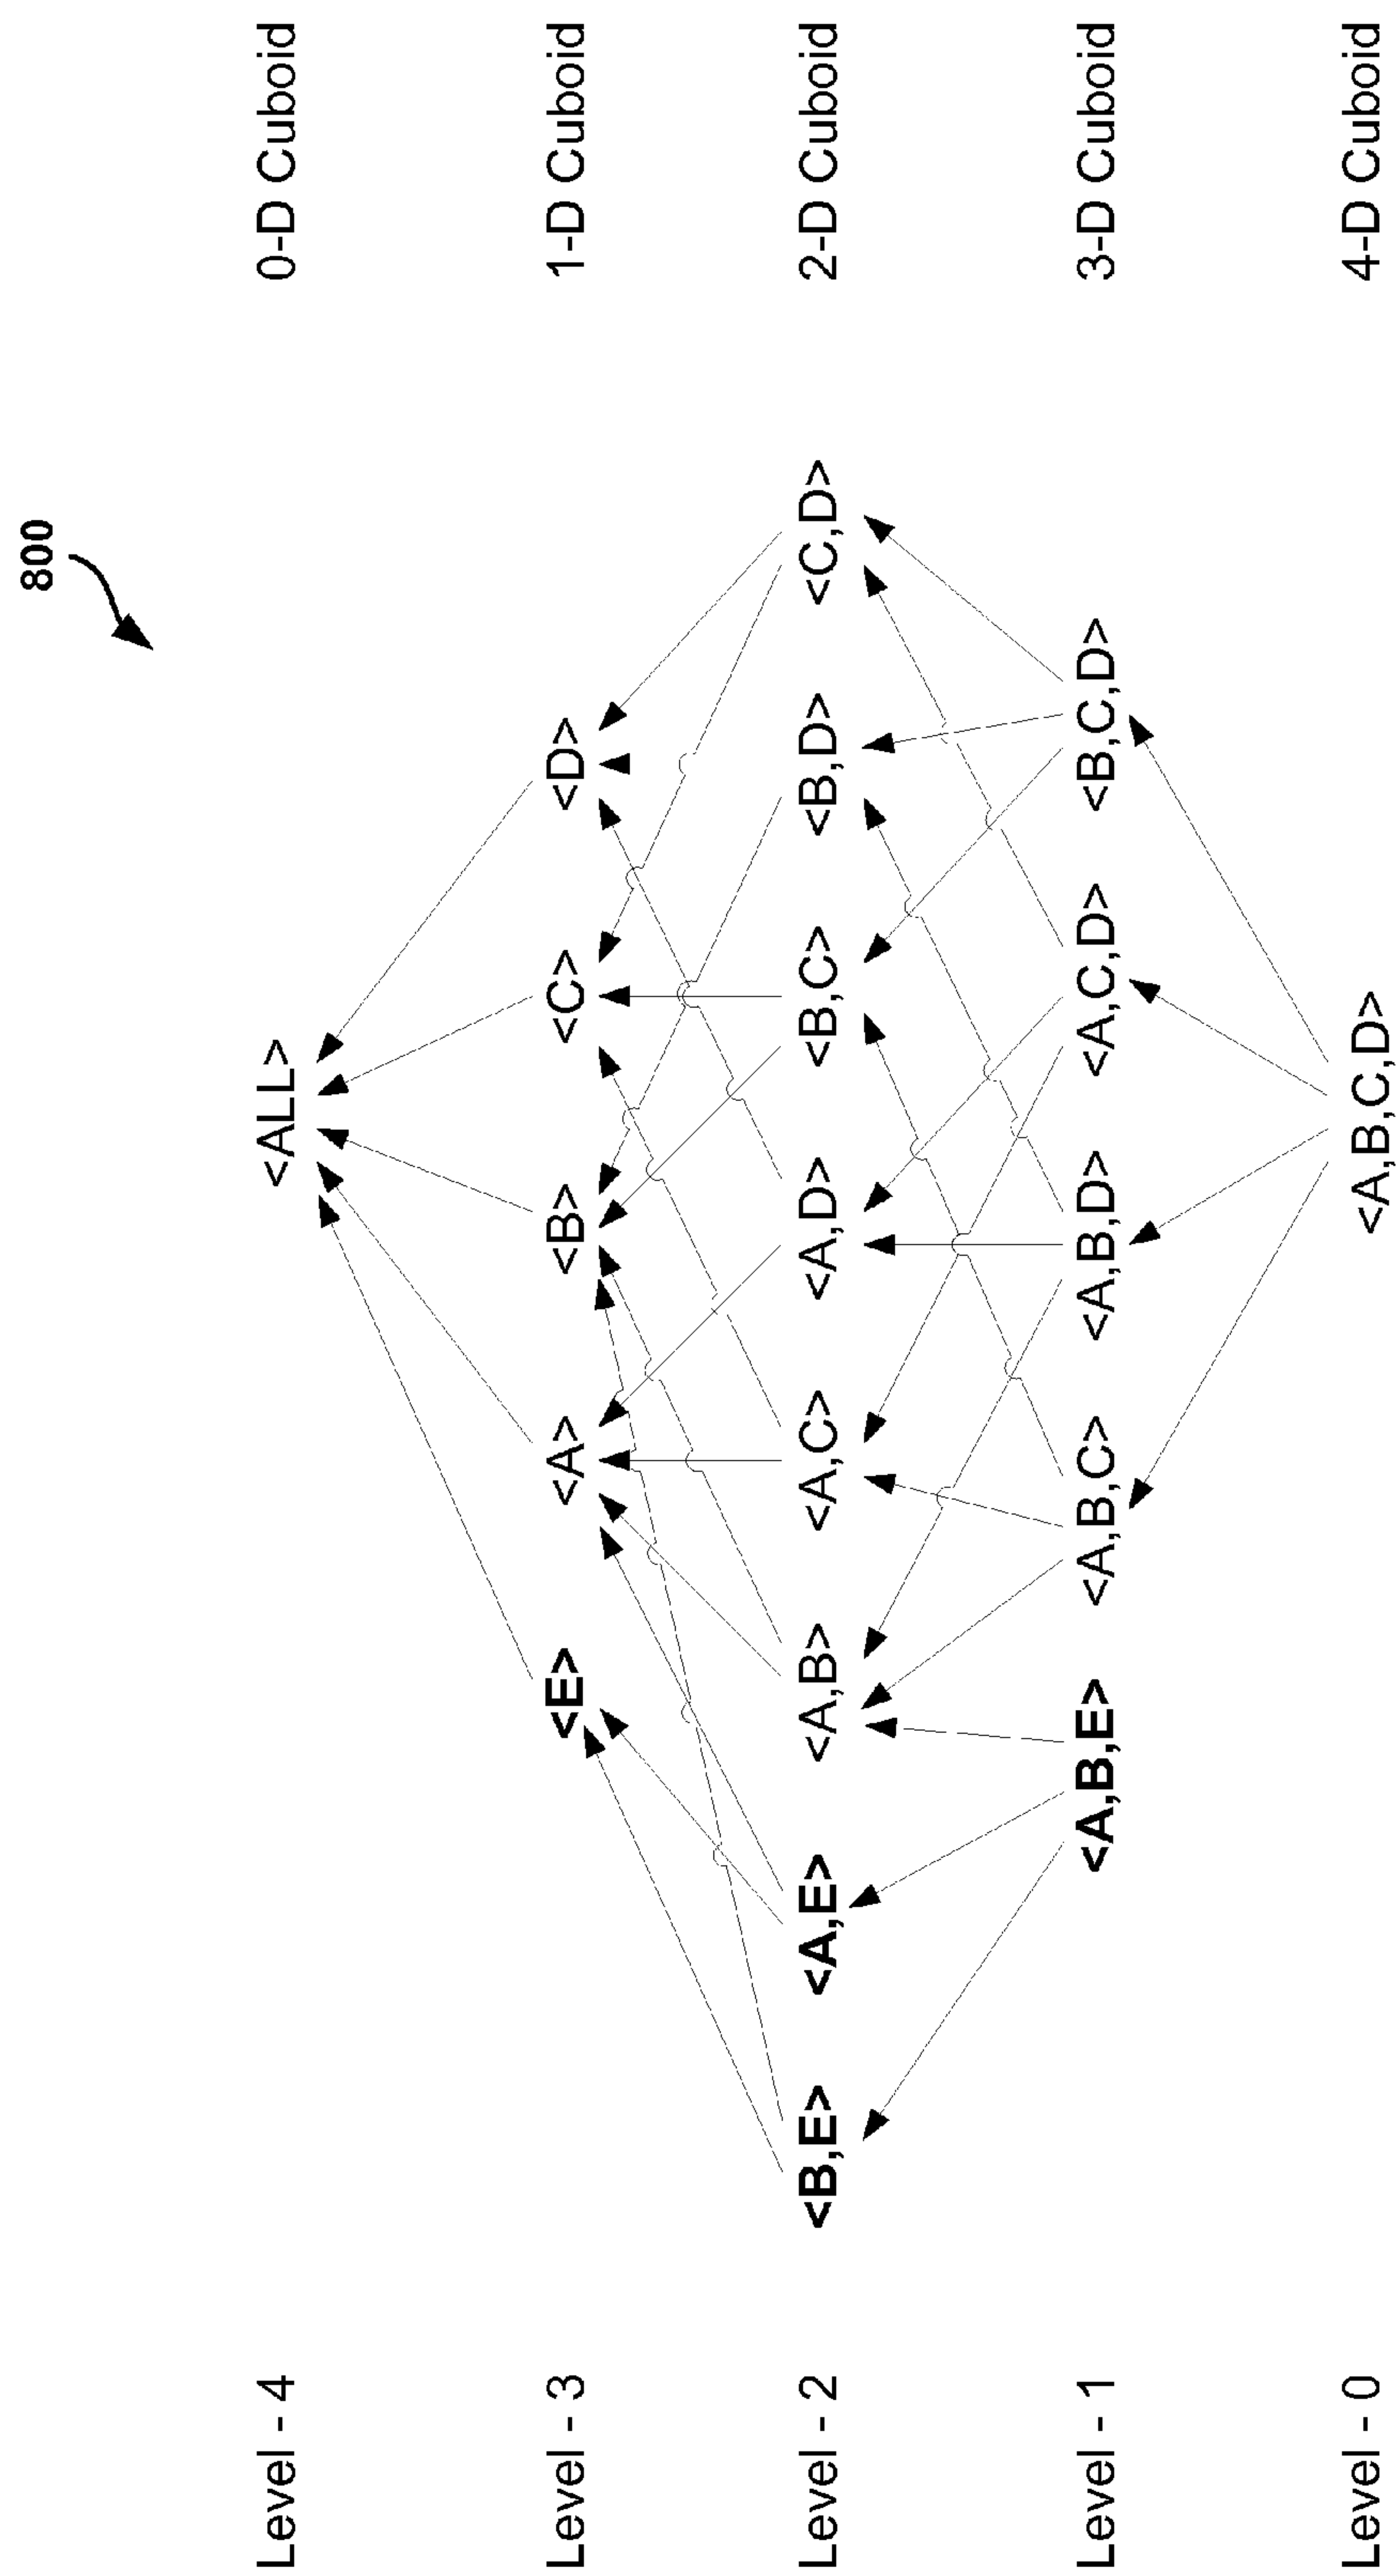 800
Level - 4 <ALL> 0-D Cuboid
Level - 3 <E> <A> <B> <C> <D> 1-D Cuboid
Level - 2 <B,E> <A,E> <A,B> <A,C> <A,D> <B,C> <B,D> <C,D> 2-D Cuboid
Level - 1 <A,B,E> <A,B,C> <A,B,D> <A,C,D> <B,C,D> 3-D Cuboid
Level - 0 <A,B,C,D> 4-D Cuboid